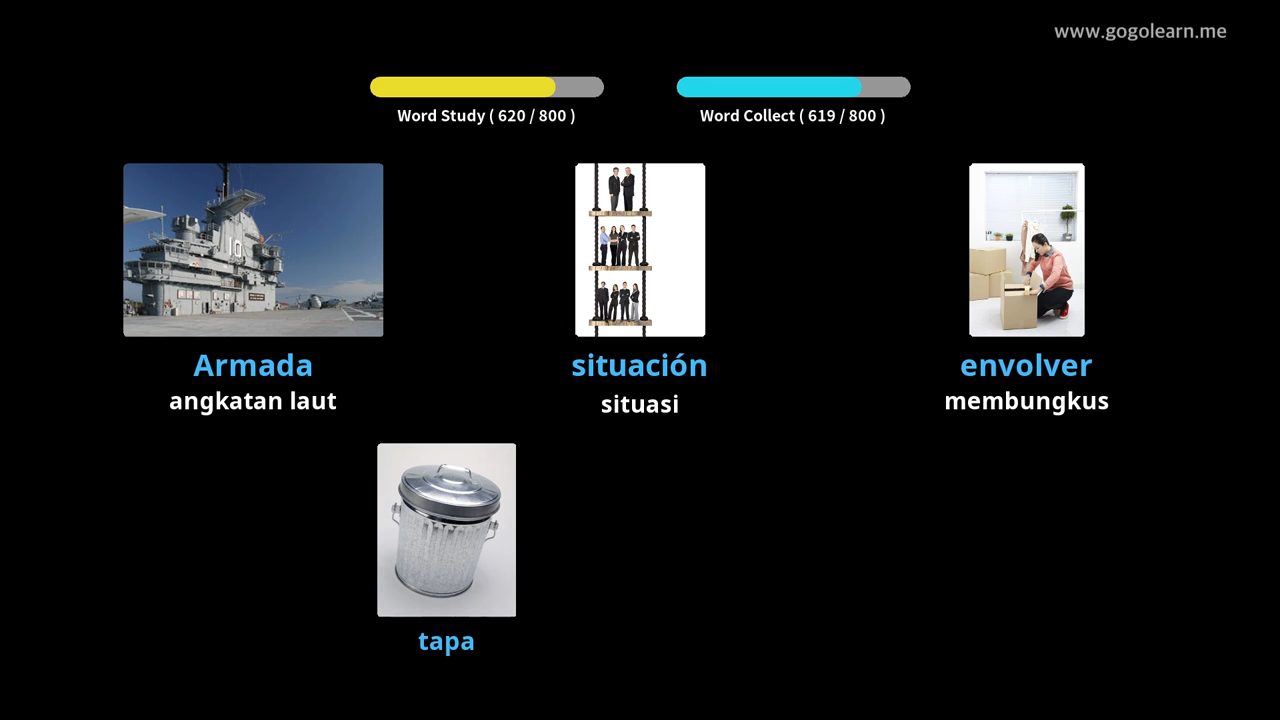 www.gogolearn.me
Word Study ( 620 / 800 )
Word Collect ( 619 / 800 )
10
Armada
situación
envolver
angkatan laut
situasi
membungkus
tapa